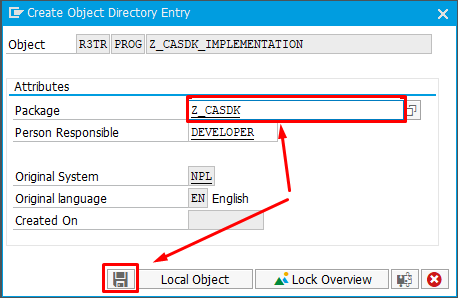 Create Object Directory Entry
Object R3TR PROG Z_CASDK_IMPLEMENTATION
Attributes
Package Z_CASDK
Person Responsible DEVELOPER
Original System NPL
Original language EN English
Created On
Local Object Lock Overview